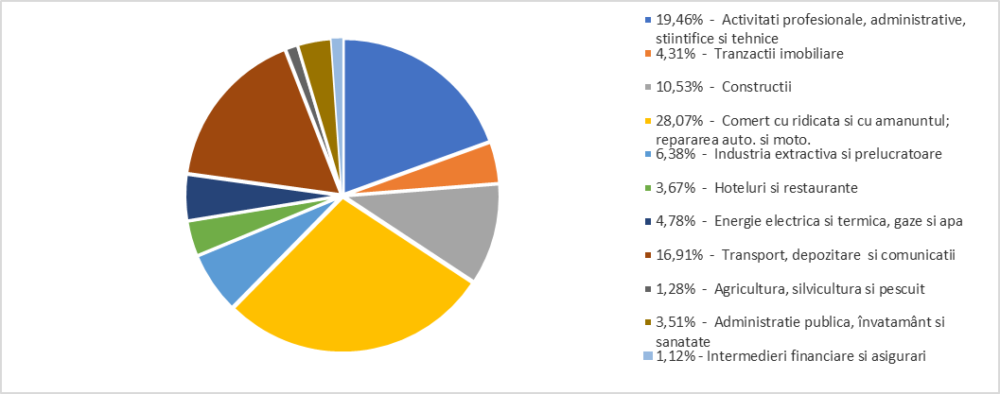 19,46% - Activitati profesionale, administrative,
stiintifice si tehnice
4,31% - Tranzactii imobiliare
10,53% - Constructii
28,07% - Comert cu ridicata si cu amanuntul;
repararea auto. si moto.
6,38% - Industria extractiva si prelucratoare
3,67% - Hoteluri si restaurante
4,78% - Energie electrica si termica, gaze si apa
16,91% - Transport, depozitare si comunicatii
1,28% - Agricultura, silvicultura si pescuit
3,51% - Administratie publica, învatamânt si
sanatate
1,12% - Intermedieri financiare si asigurari